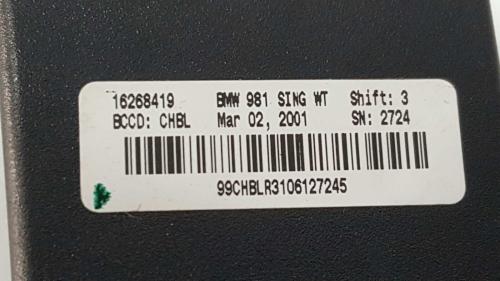 16268419 BMW 981 SING WT Shift: 3
BCCD: CHBL Mar 02, 2001 SN: 2724
99CHBLR3106127245